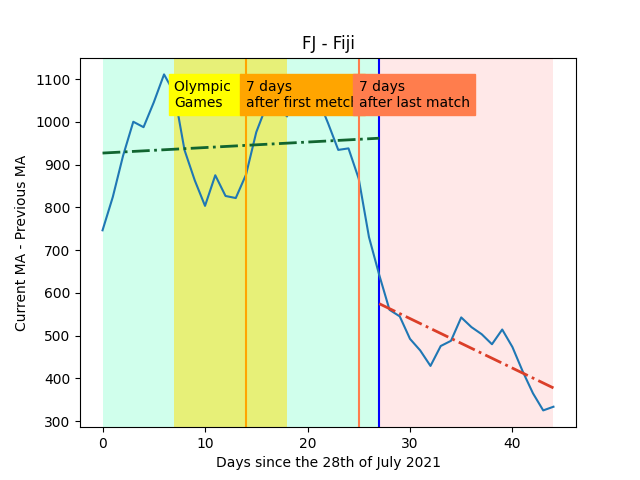 FJ - Fiji
Olympic
Games
7 days
after first metch
7 days
after last match
Current MA - Previous MA
1100
1000
900
800
700
600
500
400
300
0 10 20 30 40
Days since the 28th of July 2021